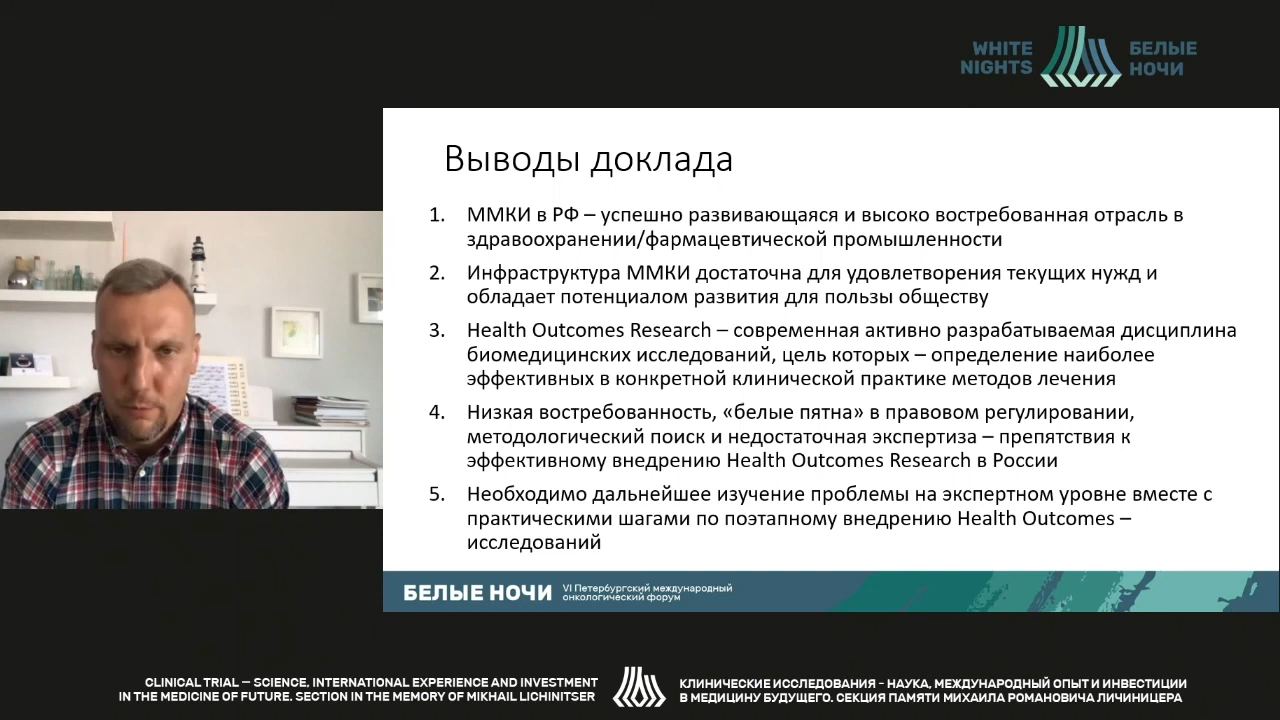 WHITE
NIGHTS
БЕЛЫЕ
НОЧИ
Выводы доклада
1. ММКИ в РФ – успешно развивающаяся и высоко востребованная отрасль в
здравоохранении/фармацевтической промышленности
2. Инфраструктура ММКИ достаточна для удовлетворения текущих нужд и
обладает потенциалом развития для пользы обществу
3. Health Outcomes Research – современная активно разрабатываемая дисциплина
биомедицинских исследований, цель которых – определение наиболее
эффективных в конкретной клинической практике методов лечения
4. Низкая востребованность, «белые пятна» в правовом регулировании,
методологический поиск и недостаточная экспертиза – препятствия к
эффективному внедрению Health Outcomes Research в России
5. Необходимо дальнейшее изучение проблемы на экспертном уровне вместе с
практическими шагами по поэтапному внедрению Health Outcomes –
исследований
БЕЛЫЕ НОЧИ
VI Петербургский международный
онкологический форум
CLINICAL TRIAL – SCIENCE, INTERNATIONAL EXPERIENCE AND INVESTMENT
IN THE MEDICINE OF FUTURE. SECTION IN THE MEMORY OF MIKHAIL LICHINITSER
КЛИНИЧЕСКИЕ ИССЛЕДОВАНИЯ - НАУКА, МЕЖДУНАРОДНЫЙ ОПЫТ И ИНВЕСТИЦИИ
В МЕДИЦИНУ БУДУЩЕГО. СЕКЦИЯ ПАМЯТИ МИХАИЛА РОМАНОВИЧА ЛИЧИНИЦЕРА